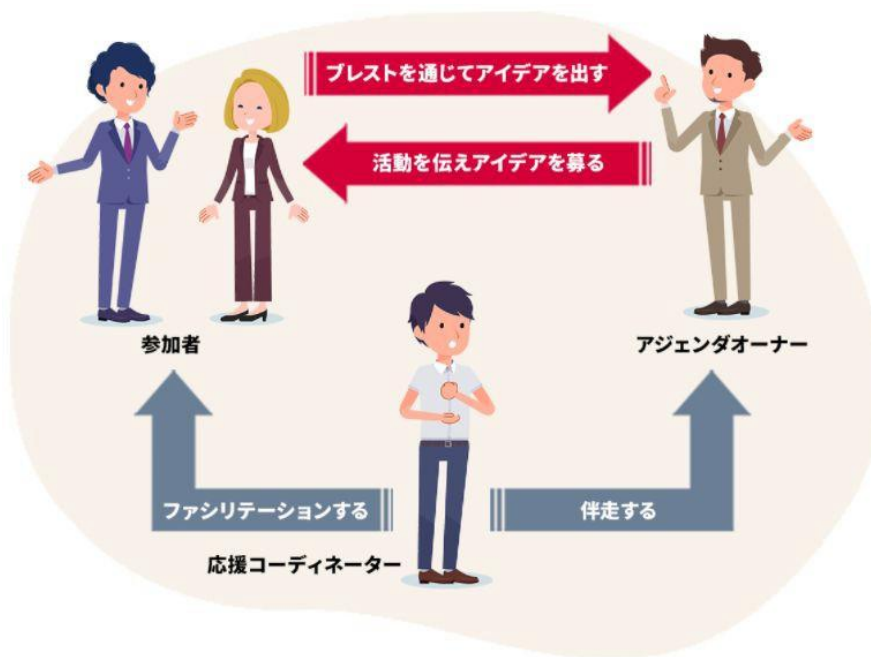 ブレストを通じてアイデアを出す
活動を伝えアイデアを募る
参加者
アジェンダオーナー
ファシリテーションする
伴走する
応援コーディネーター